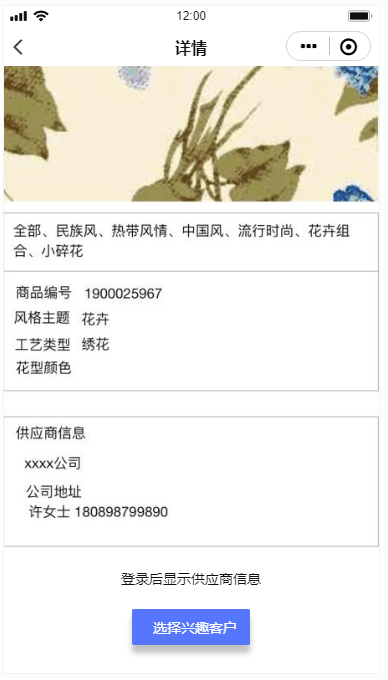 12:00
详情
全部、民族风、热带风情、中国风、流行时尚、花卉组
合、小碎花
商品编号 1900025967
风格主题 花卉
工艺类型 绣花
花型颜色
供应商信息
xxxx公司
公司地址
许女士 180898799890
登录后显示供应商信息
选择兴趣客户